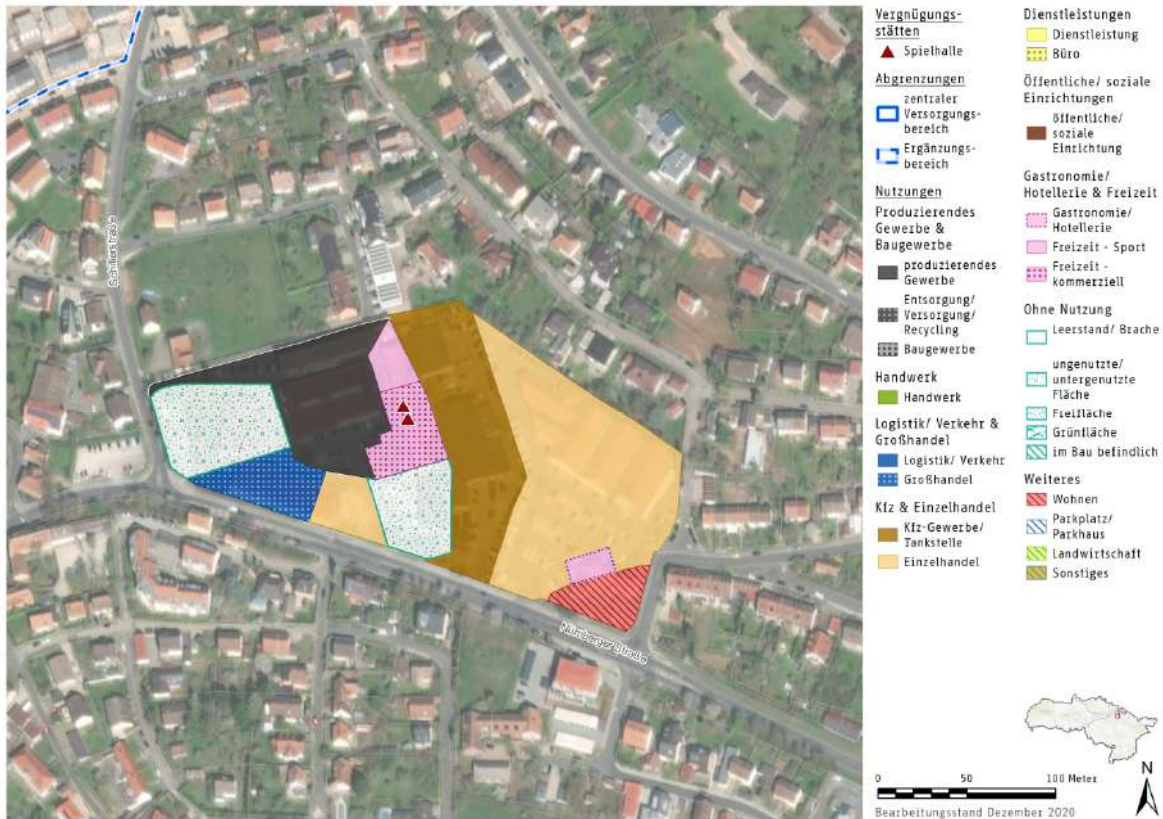 Schillerstraße
Nürnberger Straße
Vergnügungs-
stätten
Spielhalle
Abgrenzungen
zentraler
Versorgungs-
bereich
Ergänzungs-
bereich
Nutzungen
Produzierendes
Gewerbe &
Baugewerbe
produzierendes
Gewerbe
Entsorgung/
Versorgung/
Recycling
Baugewerbe
Handwerk
Handwerk
Logistik/ Verkehr &
Großhandel
Logistik/ Verkehr
Großhandel
Kfz & Einzelhandel
Kfz-Gewerbe/
Tankstelle
Einzelhandel
Dienstleistungen
Dienstleistung
Büro
Öffentliche/ soziale
Einrichtungen
öffentliche/
soziale
Einrichtung
Gastronomie/
Hotellerie & Freizeit
Gastronomie/
Hotellerie
Freizeit - Sport
Freizeit -
kommerziell
Ohne Nutzung
Leerstand/ Brache
ungenutzte/
untergenutzte
Fläche
Freifläche
Grünfläche
im Bau befindlich
Weiteres
Wohnen
Parkplatz/
Parkhaus
Landwirtschaft
Sonstiges
N
0 50 100 Meter
Bearbeitungsstand Dezember 2020